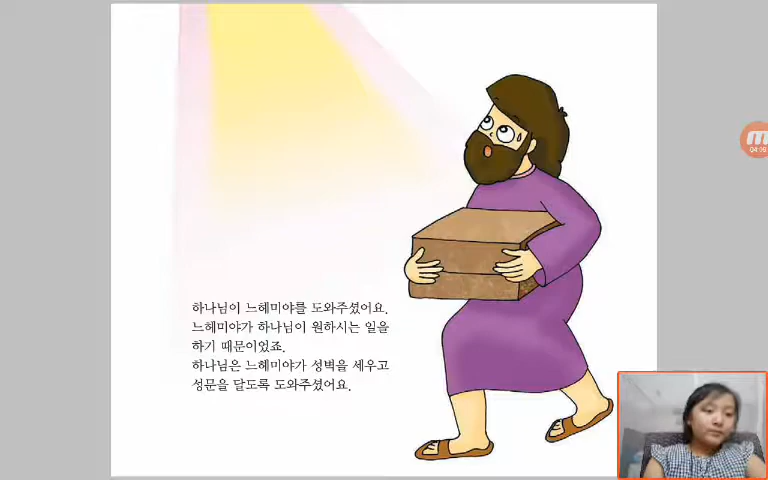 하나님이 느헤미야를 도와주셨어요.
느헤미야가 하나님이 원하시는 일을
하기 때문이었죠.
하나님은 느헤미야가 성벽을 세우고
성문을 달도록 도와주셨어요.